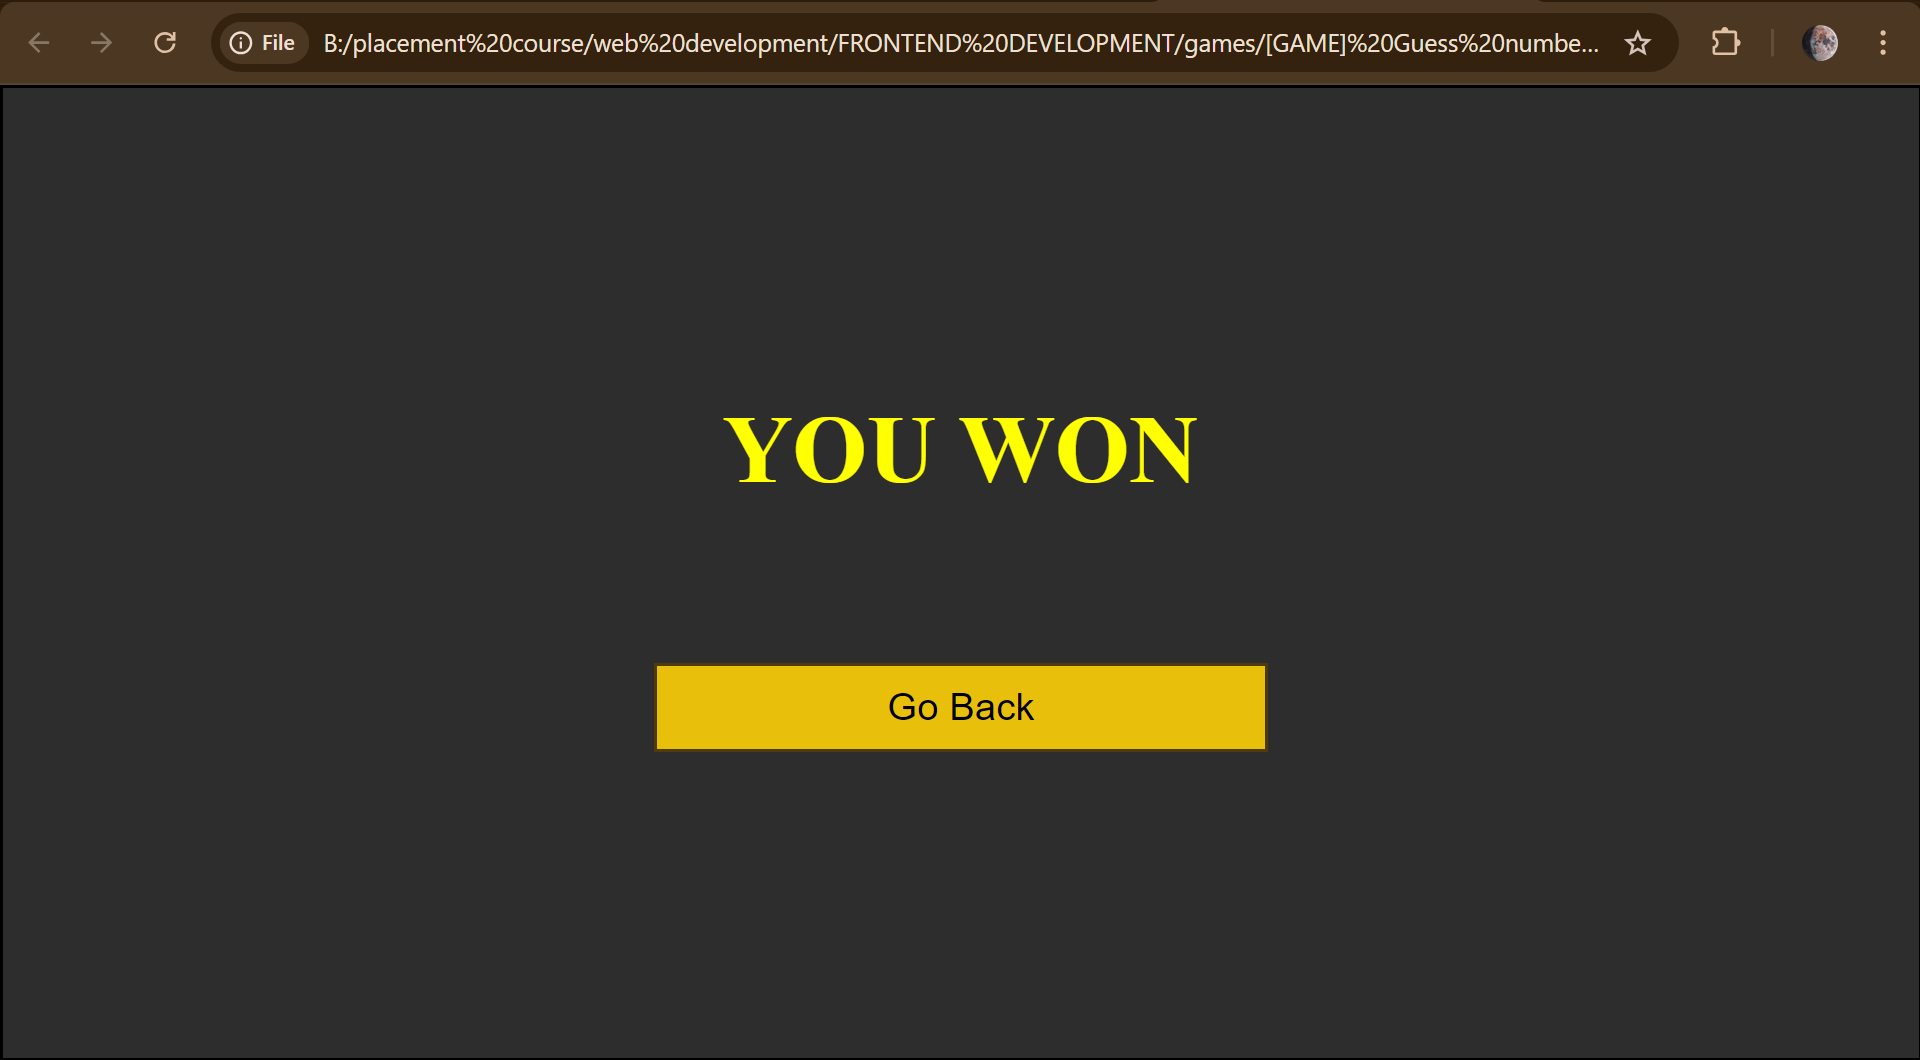 File B:/placement%20course/web%20development/FRONTEND%20DEVELOPMENT/games/[GAME]%20Guess%20numbe...
YOU WON
Go Back